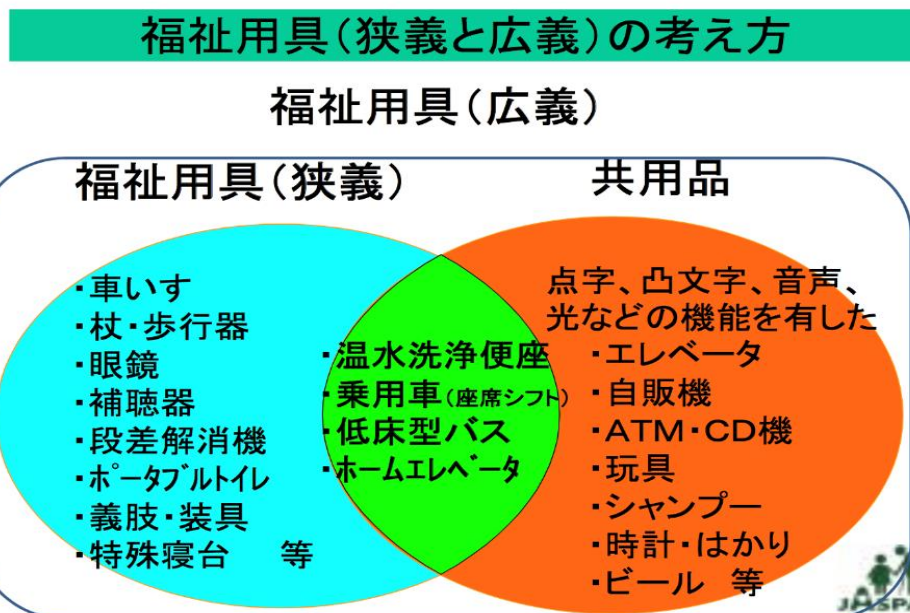 福祉用具(狭義と広義)の考え方
福祉用具(広義)
福祉用具(狭義)
共用品
・車いす
・杖・歩行器
・眼鏡
・補聴器
・段差解消機
・ポータブルトイレ
・義肢・装具
・特殊寝台 等
・温水洗浄便座
・乗用車(座席シフト)
・低床型バス
・ホームエレベータ
点字、凸文字、音声、
光などの機能を有した
・エレベータ
・自販機
・ATM・CD機
・玩具
・シャンプー
・時計・はかり
・ビール 等